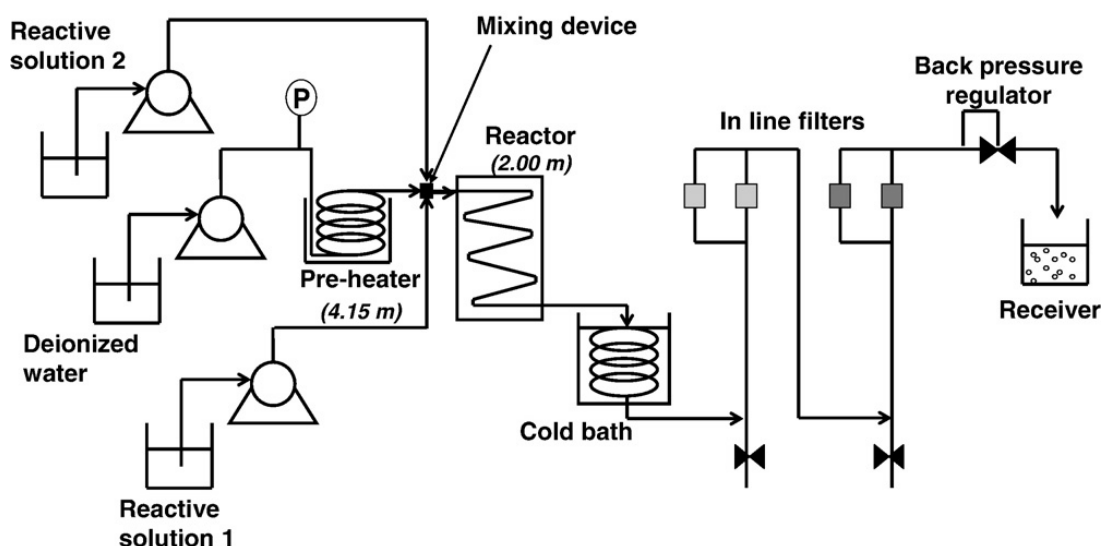 Reactive
solution 2
Mixing device
P
Back pressure
regulator
In line filters
Reactor
(2.00 m)
Pre-heater
(4.15 m)
Deionized
water
Receiver
Cold bath
Reactive
solution 1